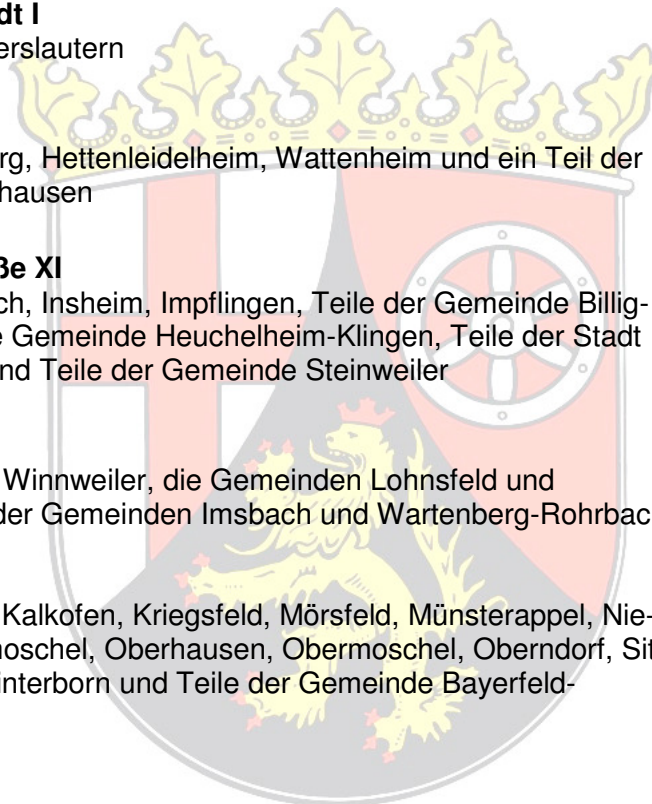 dt I
erslautern
rg, Hettenleidelheim, Wattenheim und ein Teil der
hausen
ße XI
ch, Insheim, Impflingen, Teile der Gemeinde Billig-
e Gemeinde Heuchelheim-Klingen, Teile der Stadt
nd Teile der Gemeinde Steinweiler
Winnweiler, die Gemeinden Lohnsfeld und
der Gemeinden Imsbach und Wartenberg-Rohrbac
Kalkofen, Kriegsfeld, Mörsfeld, Münsterappel, Nie-
moschel, Oberhausen, Obermoschel, Oberndorf, Sit
interborn und Teile der Gemeinde Bayerfeld-